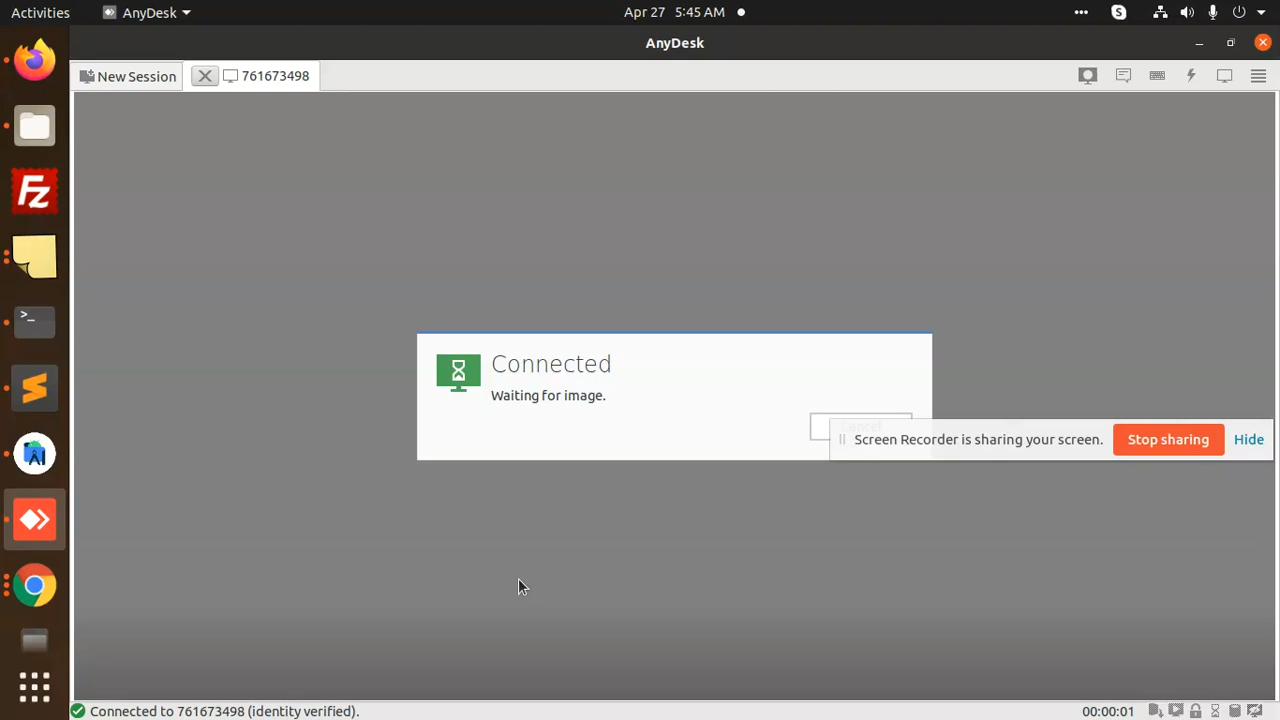 Activities
AnyDesk
Apr 27 5:45 AM
AnyDesk
New Session
761673498
Connected
Waiting for image.
Cancel
Screen Recorder is sharing your screen.
Stop sharing
Hide
Connected to 761673498 (identity verified).
00:00:01